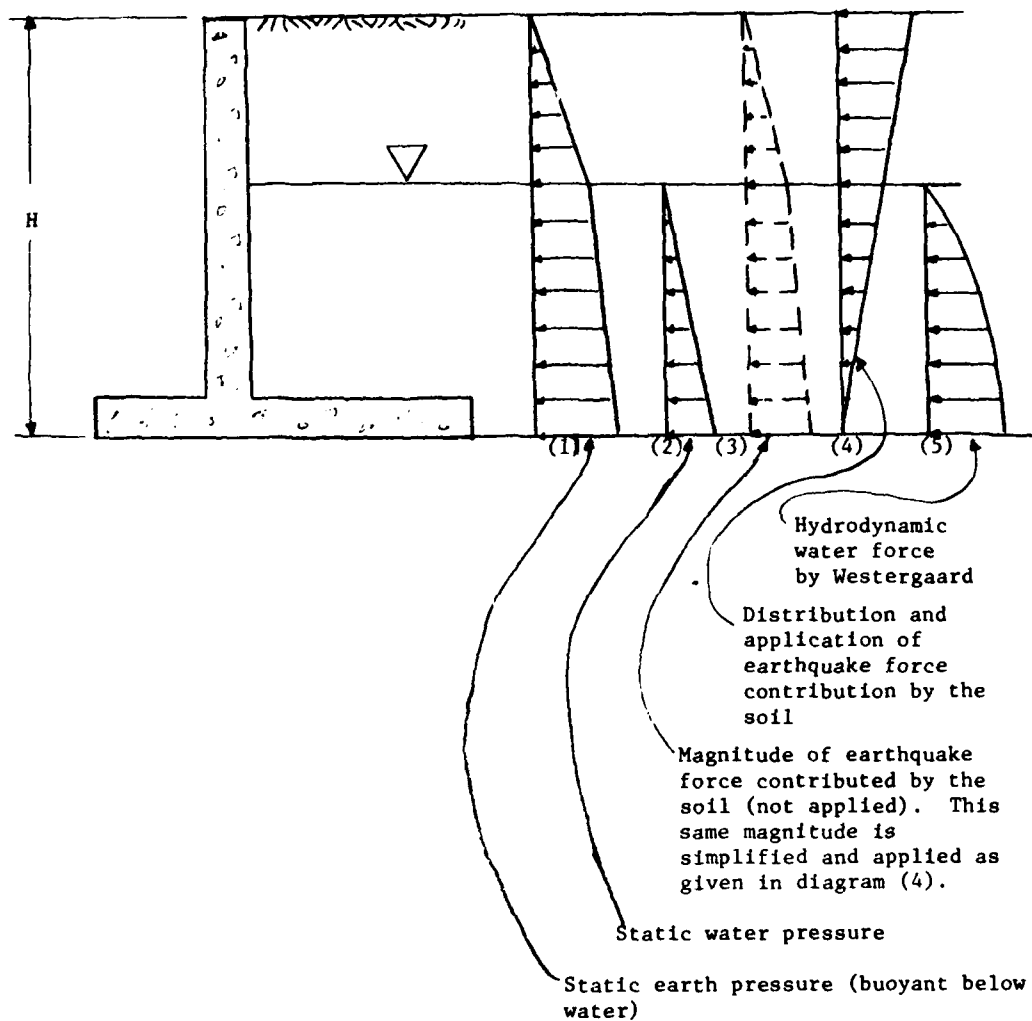 H
(1)
(2)
(3)
(4)
(5)
Hydrodynamic
water force
by Westergaard
Distribution and
application of
earthquake force
contribution by the
soil
Magnitude of earthquake
force contributed by the
soil (not applied). This
same magnitude is
simplified and applied as
given in diagram (4).
Static water pressure
Static earth pressure (buoyant below
water)